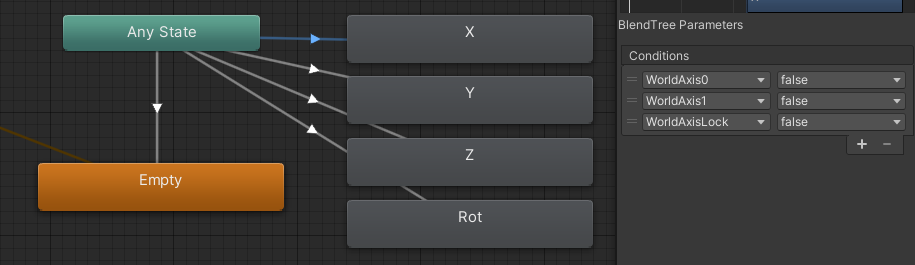 Any State
X
Y
Z
Rot
Empty
BlendTree Parameters
Conditions
WorldAxis0 false
WorldAxis1 false
WorldAxisLock false